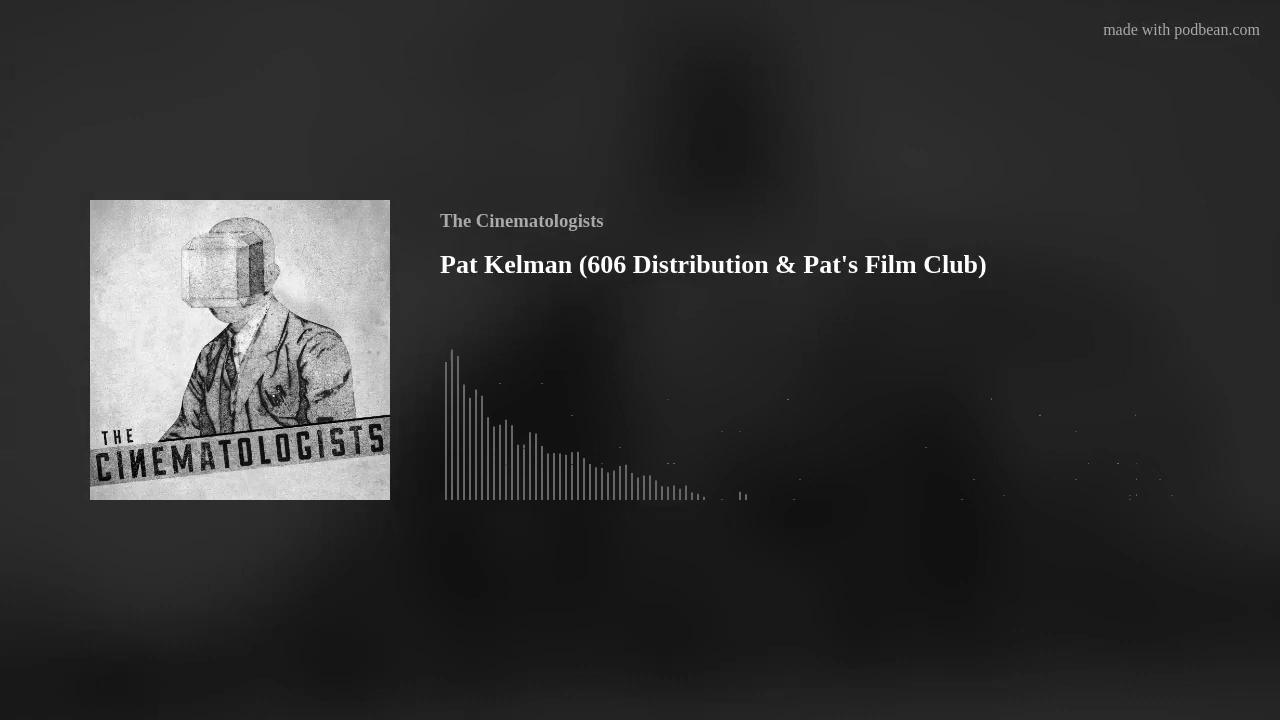 made with podbean.com
The Cinematologists
Pat Kelman (606 Distribution & Pat's Film Club)
THE
CINEMATOLOGISTS